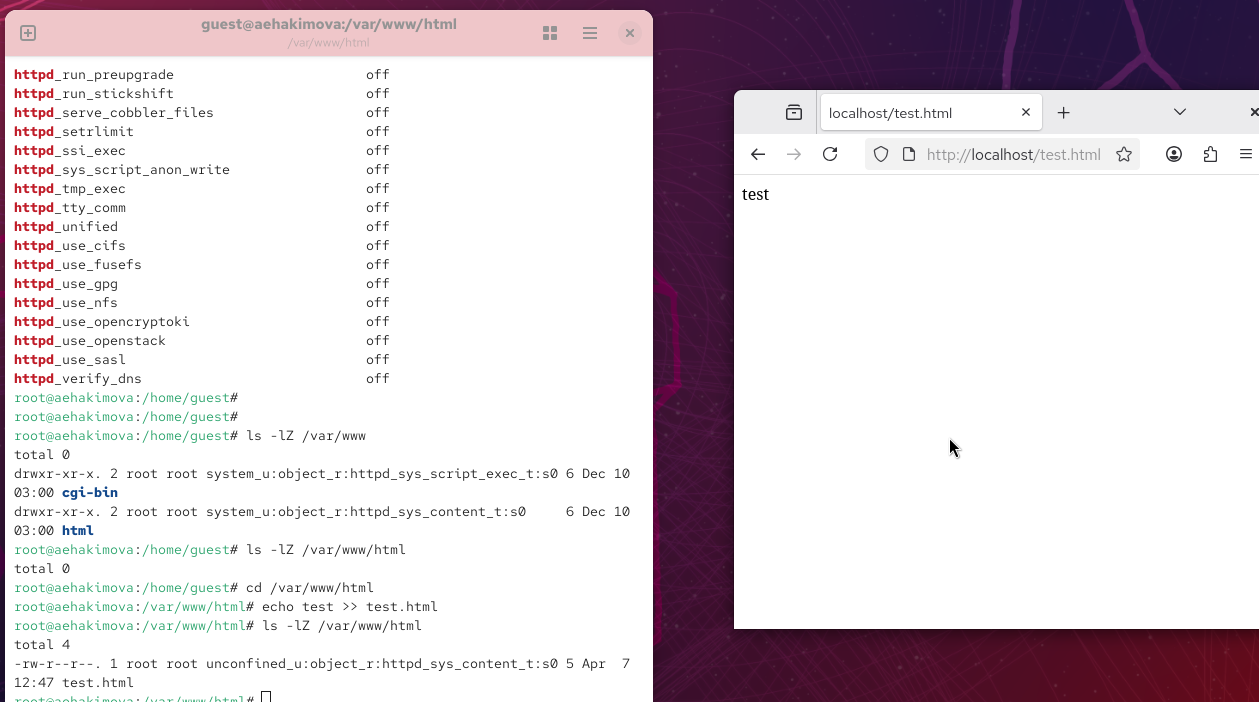 guest@aehakimova:/var/www/html
/var/www/html
httpd_run_preupgrade off
httpd_run_stickshift off
httpd_serve_cobbler_files off
httpd_setrlimit off
httpd_ssi_exec off
httpd_sys_script_anon_write off
httpd_tmp_exec off
httpd_tty_comm off
httpd_unified off
httpd_use_cifs off
httpd_use_fusefs off
httpd_use_gpg off
httpd_use_nfs off
httpd_use_opencryptoki off
httpd_use_openstack off
httpd_use_sasl off
httpd_verify_dns off
root@aehakimova:/home/guest#
root@aehakimova:/home/guest#
root@aehakimova:/home/guest# ls -lZ /var/www
total 0
drwxr-xr-x. 2 root root system_u:object_r:httpd_sys_script_exec_t:s0 6 Dec 10
03:00 cgi-bin
drwxr-xr-x. 2 root root system_u:object_r:httpd_sys_content_t:s0 6 Dec 10
03:00 html
root@aehakimova:/home/guest# ls -lZ /var/www/html
total 0
root@aehakimova:/home/guest# cd /var/www/html
root@aehakimova:/var/www/html# echo test >> test.html
root@aehakimova:/var/www/html# ls -lZ /var/www/html
total 4
-rw-r--r--. 1 root root unconfined_u:object_r:httpd_sys_content_t:s0 5 Apr 7
12:47 test.html
root@aehakimova:/var/www/html#
localhost/test.html
http://localhost/test.html
test